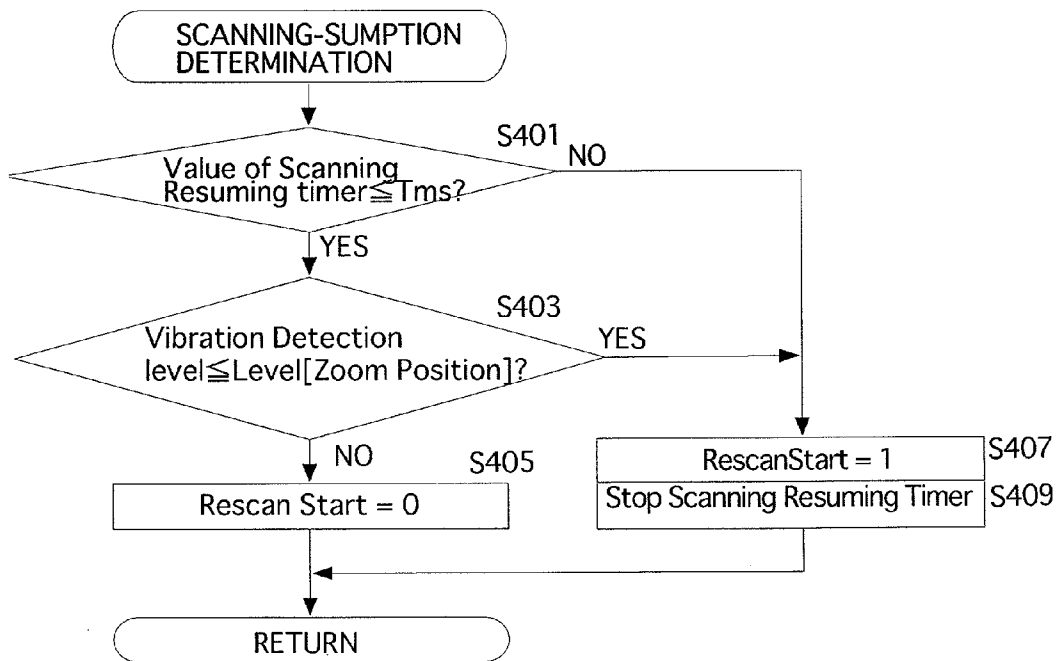 SCANNING-SUMPTION
DETERMINATION
S401
Value of Scanning
Resuming timer≦Tms?
NO
YES
S403
Vibration Detection
level≦Level[Zoom Position]?
YES
NO
S405
Rescan Start = 0
RescanStart = 1
S407
Stop Scanning Resuming Timer
S409
RETURN